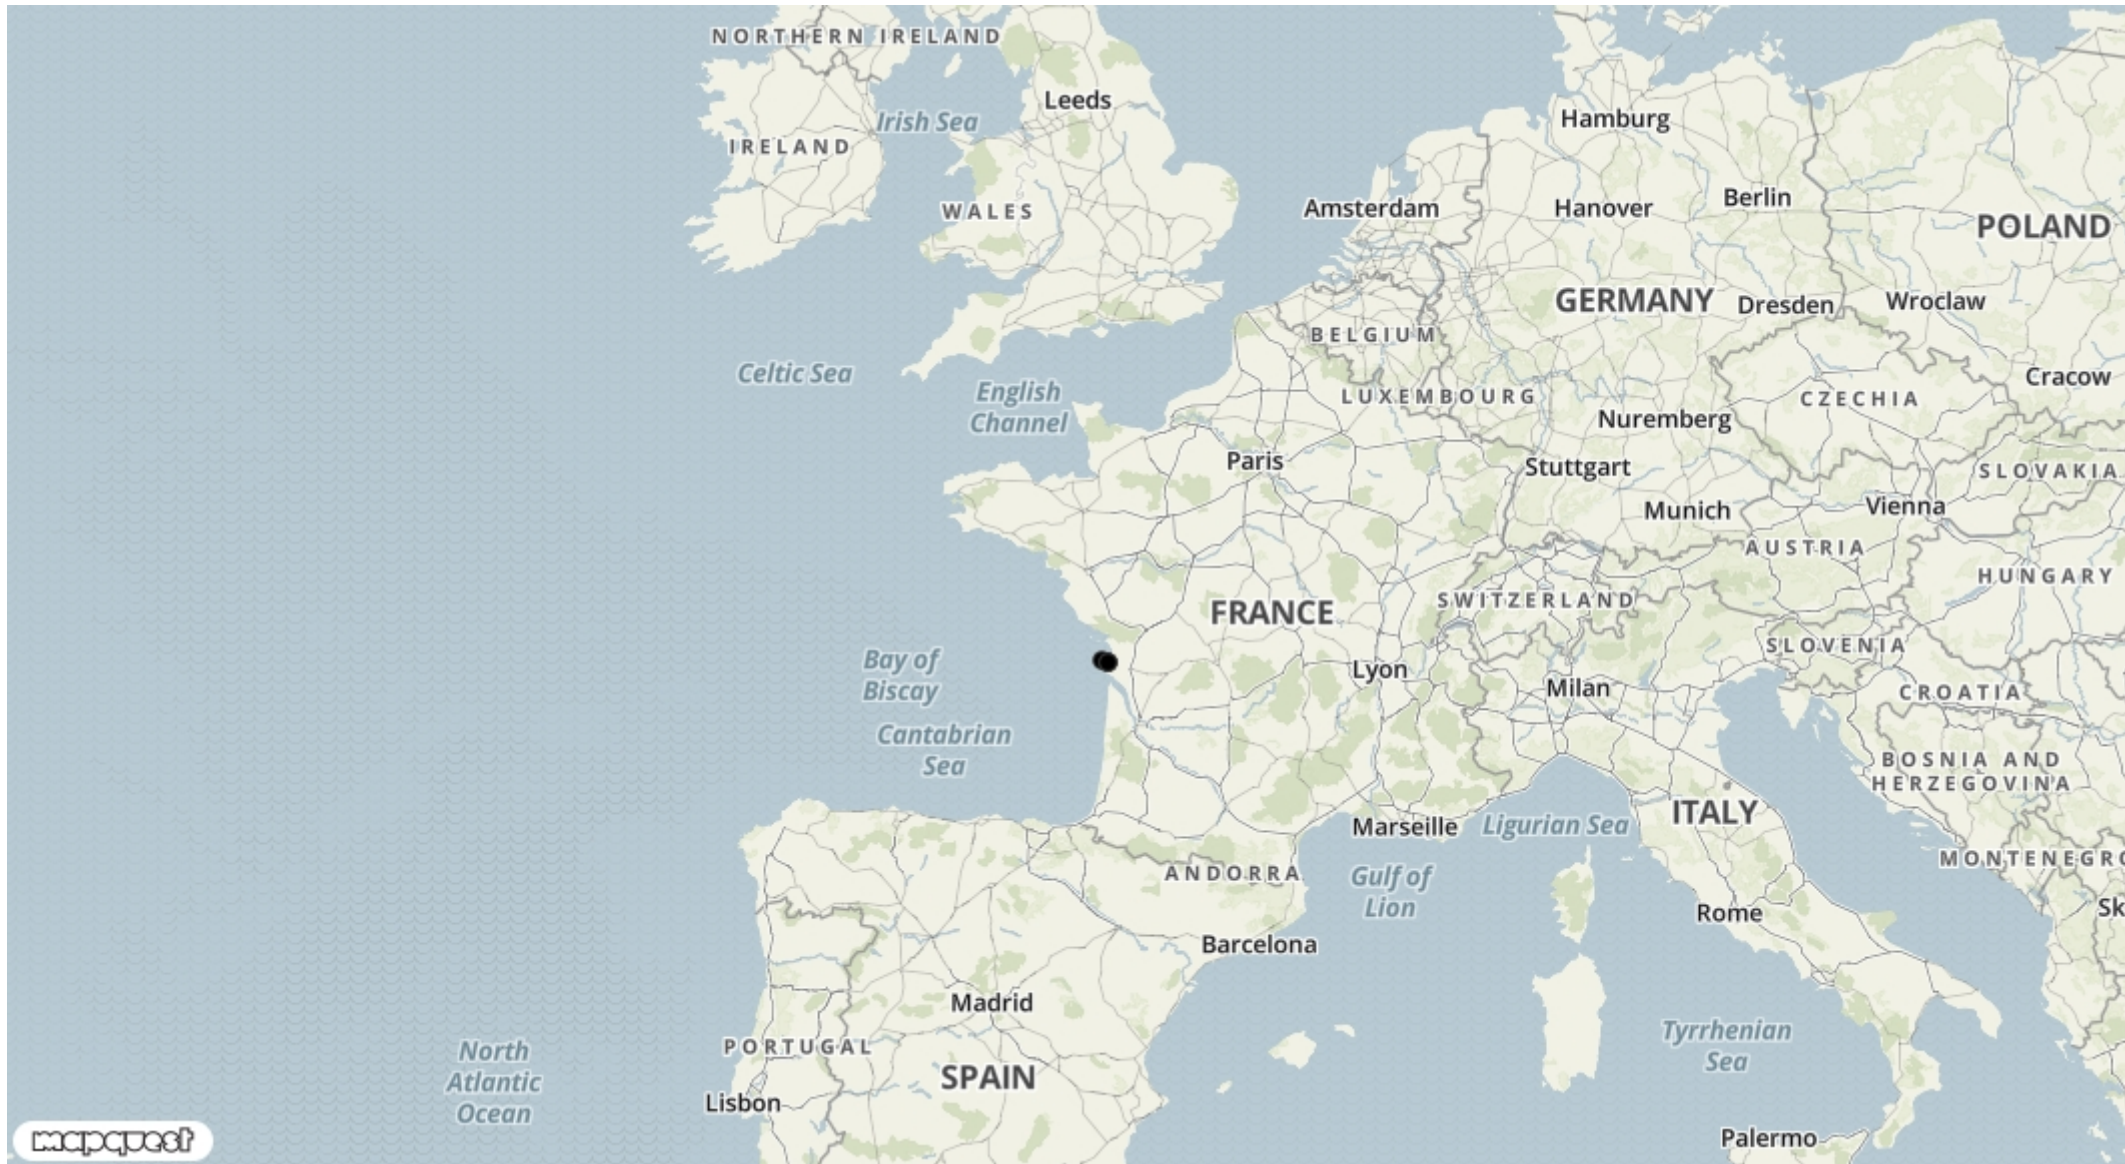 NORTHERN IRELAND
Leeds
Irish Sea
IRELAND
Hamburg
WALES
Amsterdam
Hanover
Berlin
POLAND
GERMANY
Dresden
Wroclaw
BELGIUM
Celtic Sea
English
Channel
LUXEMBOURG
Cracow
CZECHIA
Nuremberg
Paris
Stuttgart
SLOVAKIA
Munich
Vienna
AUSTRIA
HUNGARY
FRANCE
SWITZERLAND
SLOVENIA
Bay of
Biscay
Lyon
Milan
CROATIA
Cantabrian
Sea
BOSNIA AND
HERZEGOVINA
ITALY
Marseille
Ligurian Sea
MONTENEGRO
ANDORRA
Gulf of
Lion
Rome
Sk
Barcelona
Madrid
Tyrrhenian
Sea
PORTUGAL
North
Atlantic
Ocean
SPAIN
Lisbon
mapquest
Palermo